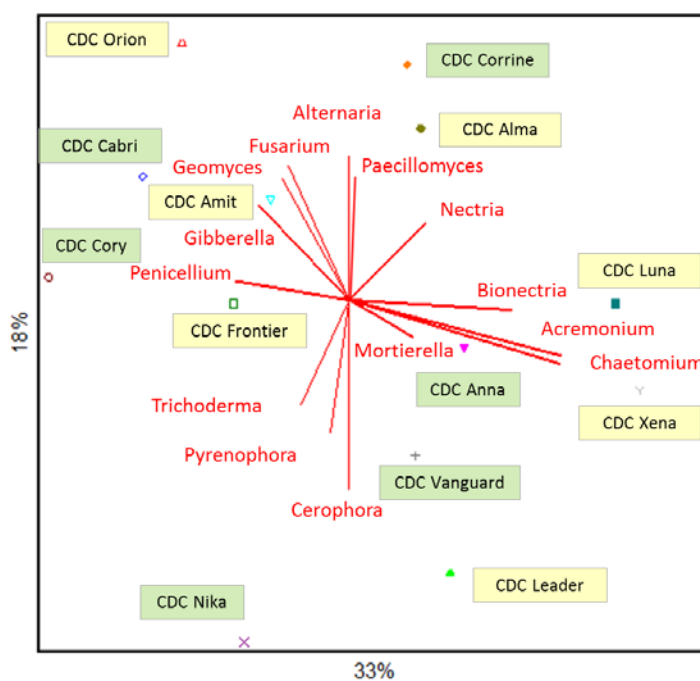 CDC Orion
CDC Corrine
Alternaria
CDC Alma
Fusarium
CDC Cabri
Geomyces
Paecillomyces
CDC Amit
Nectria
Gibberella
CDC Cory
Penicellium
CDC Luna
Bionectria
CDC Frontier
Acremonium
18%
Mortierella
Chaetomium
CDC Anna
Trichoderma
CDC Xena
Pyrenophora
CDC Vanguard
Cerophora
CDC Leader
CDC Nika
33%